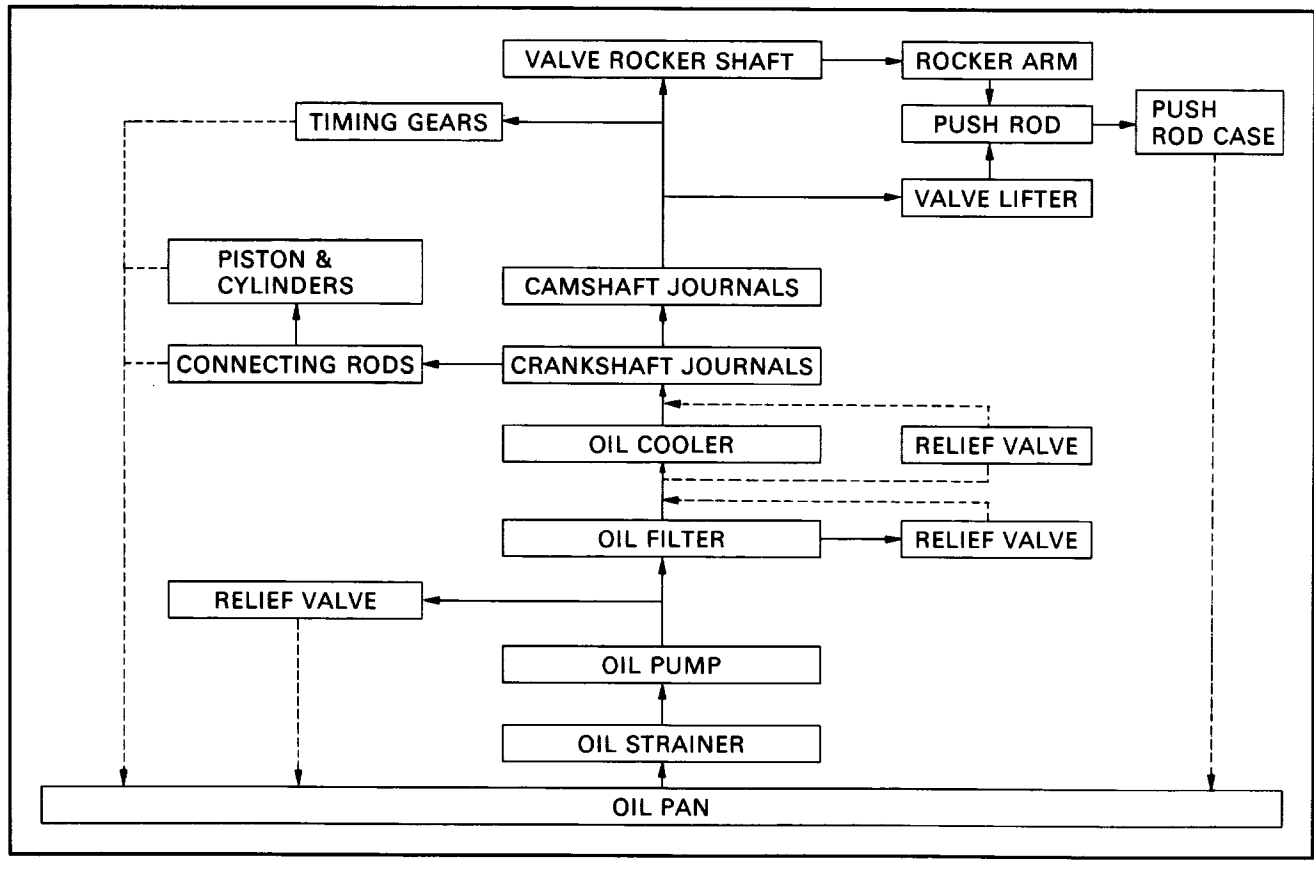 VALVE ROCKER SHAFT
ROCKER ARM
TIMING GEARS
PUSH ROD
PUSH
ROD CASE
VALVE LIFTER
PISTON &
CYLINDERS
CAMSHAFT JOURNALS
CONNECTING RODS
CRANKSHAFT JOURNALS
OIL COOLER
RELIEF VALVE
OIL FILTER
RELIEF VALVE
RELIEF VALVE
OIL PUMP
OIL STRAINER
OIL PAN